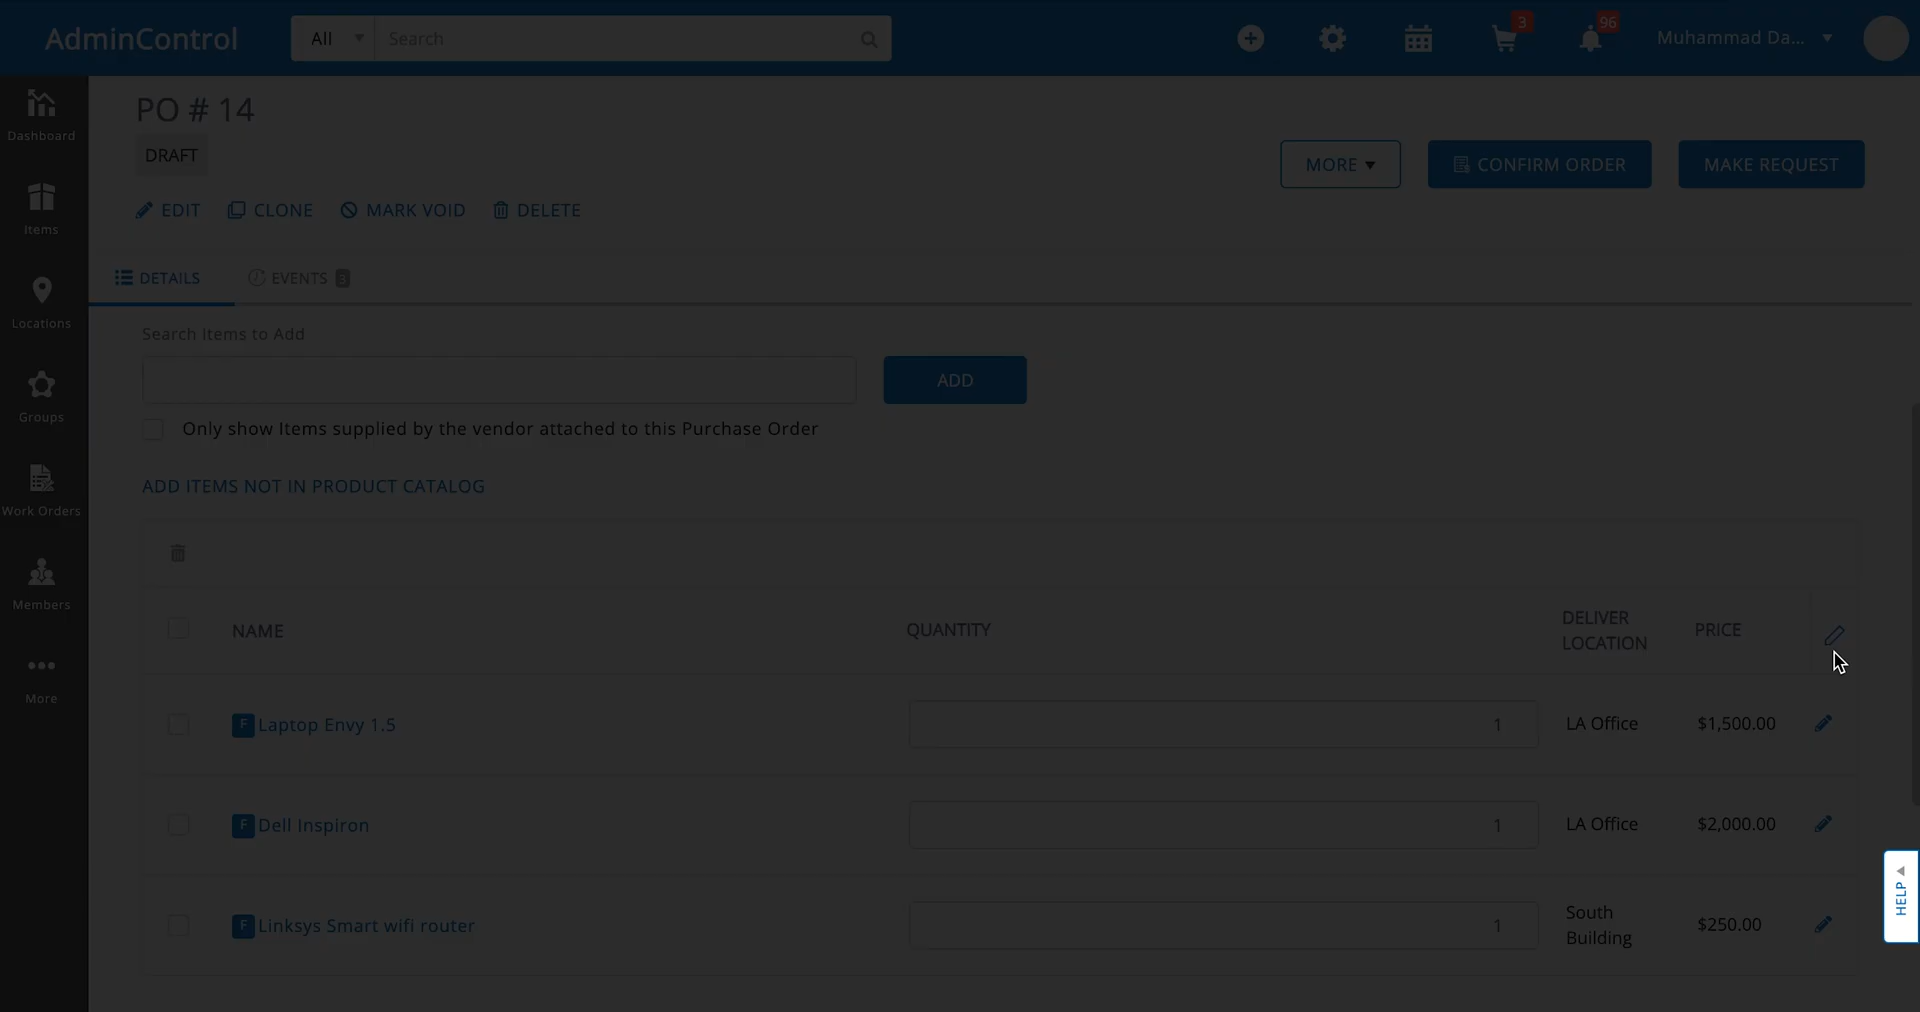 AdminControl
All
Search
3
96
Muhammad Da...
Dashboard
Items
Locations
Groups
Work Orders
Members
More
PO # 14
DRAFT
MORE
CONFIRM ORDER
MAKE REQUEST
EDIT
CLONE
MARK VOID
DELETE
DETAILS
EVENTS 3
Search Items to Add
ADD
Only show Items supplied by the vendor attached to this Purchase Order
ADD ITEMS NOT IN PRODUCT CATALOG
NAME
QUANTITY
DELIVER
LOCATION
PRICE
F Laptop Envy 1.5
1
LA Office
$1,500.00
F Dell Inspiron
1
LA Office
$2,000.00
F Linksys Smart wifi router
1
South
Building
$250.00
HELP